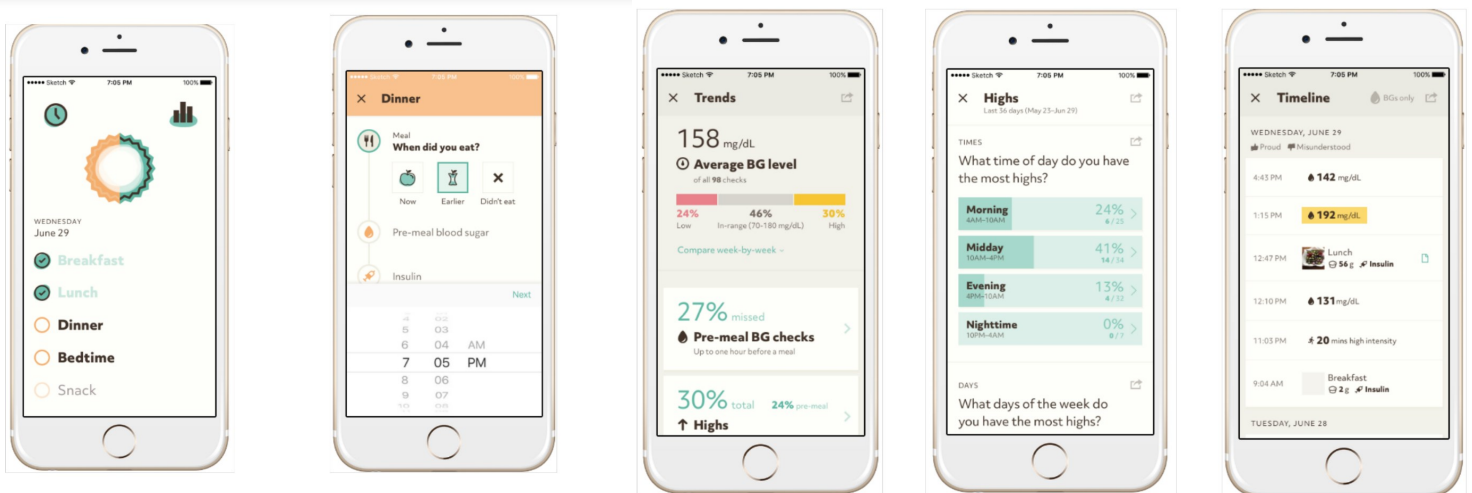 Sketch 7:05 PM 100%
WEDNESDAY
June 29
Breakfast
Lunch
Dinner
Bedtime
Snack
Sketch 7:05 PM 100%
× Dinner
Meal
When did you eat?
Now Earlier Didn't eat
Pre-meal blood sugar
Insulin
Next
4 02
5 03
6 04 AM
7 05 PM
8 06
9 07
10 08
Sketch 7:05 PM 100%
× Trends
158 mg/dL
Average BG level
of all 98 checks
24% 46% 30%
Low In-range (70-180 mg/dL) High
Compare week-by-week
27% missed
Pre-meal BG checks
Up to one hour before a meal
30% total 24% pre-meal
↑ Highs
Sketch 7:05 PM 100%
× Highs
Last 36 days (May 23-Jun 29)
TIMES
What time of day do you have
the most highs?
Morning 24%
4AM-10AM 6 / 25
Midday 41%
10AM-4PM 14 / 34
Evening 13%
4PM-10AM 4 / 32
Nighttime 0%
10PM-4AM 0 / 7
DAYS
What days of the week do
you have the most highs?
Sketch 7:05 PM 100%
× Timeline BGs only
WEDNESDAY, JUNE 29
Proud Misunderstood
4:43 PM 142 mg/dL
1:15 PM 192 mg/dL
12:47 PM Lunch
56 g Insulin
12:10 PM 131 mg/dL
11:03 PM 20 mins high intensity
9:04 AM Breakfast
2 g Insulin
TUESDAY, JUNE 28